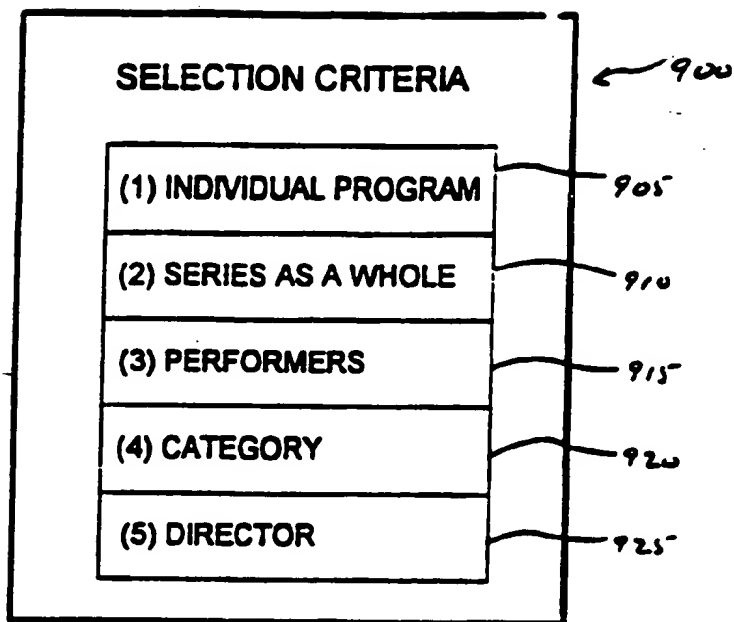 SELECTION CRITERIA
900
(1) INDIVIDUAL PROGRAM
905
(2) SERIES AS A WHOLE
910
(3) PERFORMERS
915
(4) CATEGORY
920
(5) DIRECTOR
925